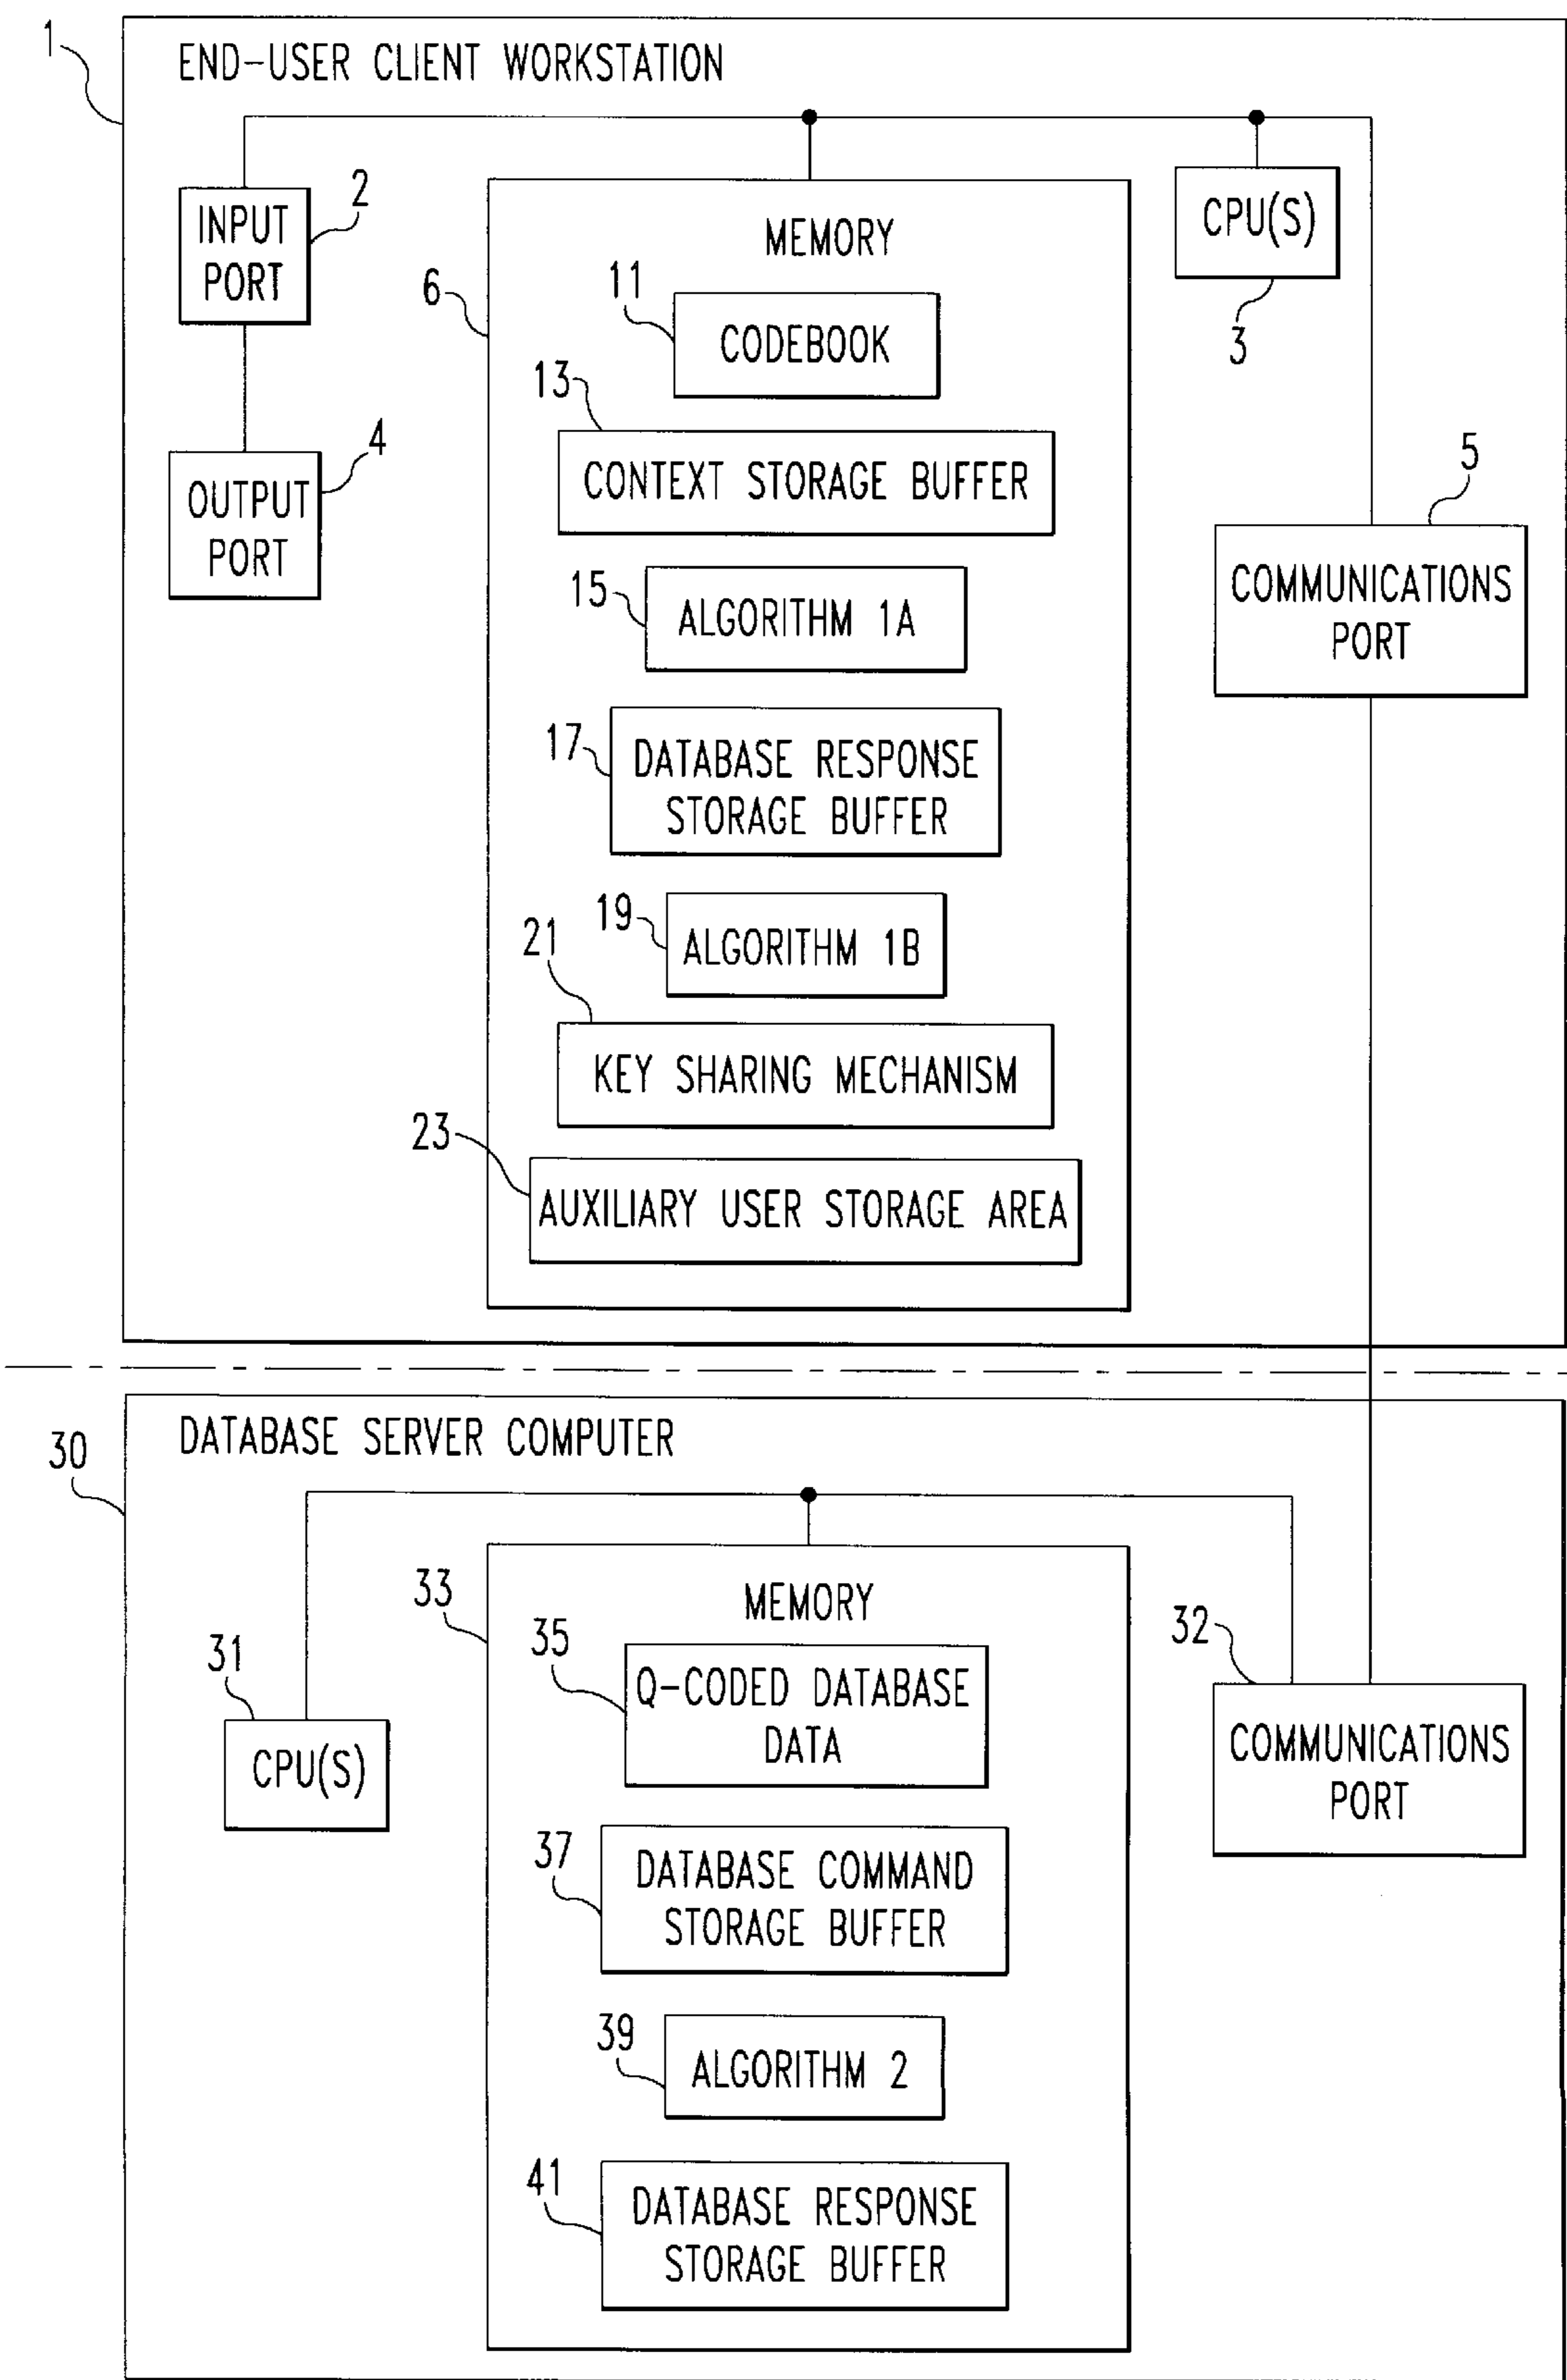 1
END-USER CLIENT WORKSTATION
INPUT
PORT
2
OUTPUT
PORT
4
6
MEMORY
11
CODEBOOK
13
CONTEXT STORAGE BUFFER
15
ALGORITHM 1A
17
DATABASE RESPONSE
STORAGE BUFFER
19
ALGORITHM 1B
21
KEY SHARING MECHANISM
23
AUXILIARY USER STORAGE AREA
CPU(S)
3
5
COMMUNICATIONS
PORT
30
DATABASE SERVER COMPUTER
31
CPU(S)
33
MEMORY
35
Q-CODED DATABASE
DATA
37
DATABASE COMMAND
STORAGE BUFFER
39
ALGORITHM 2
41
DATABASE RESPONSE
STORAGE BUFFER
32
COMMUNICATIONS
PORT